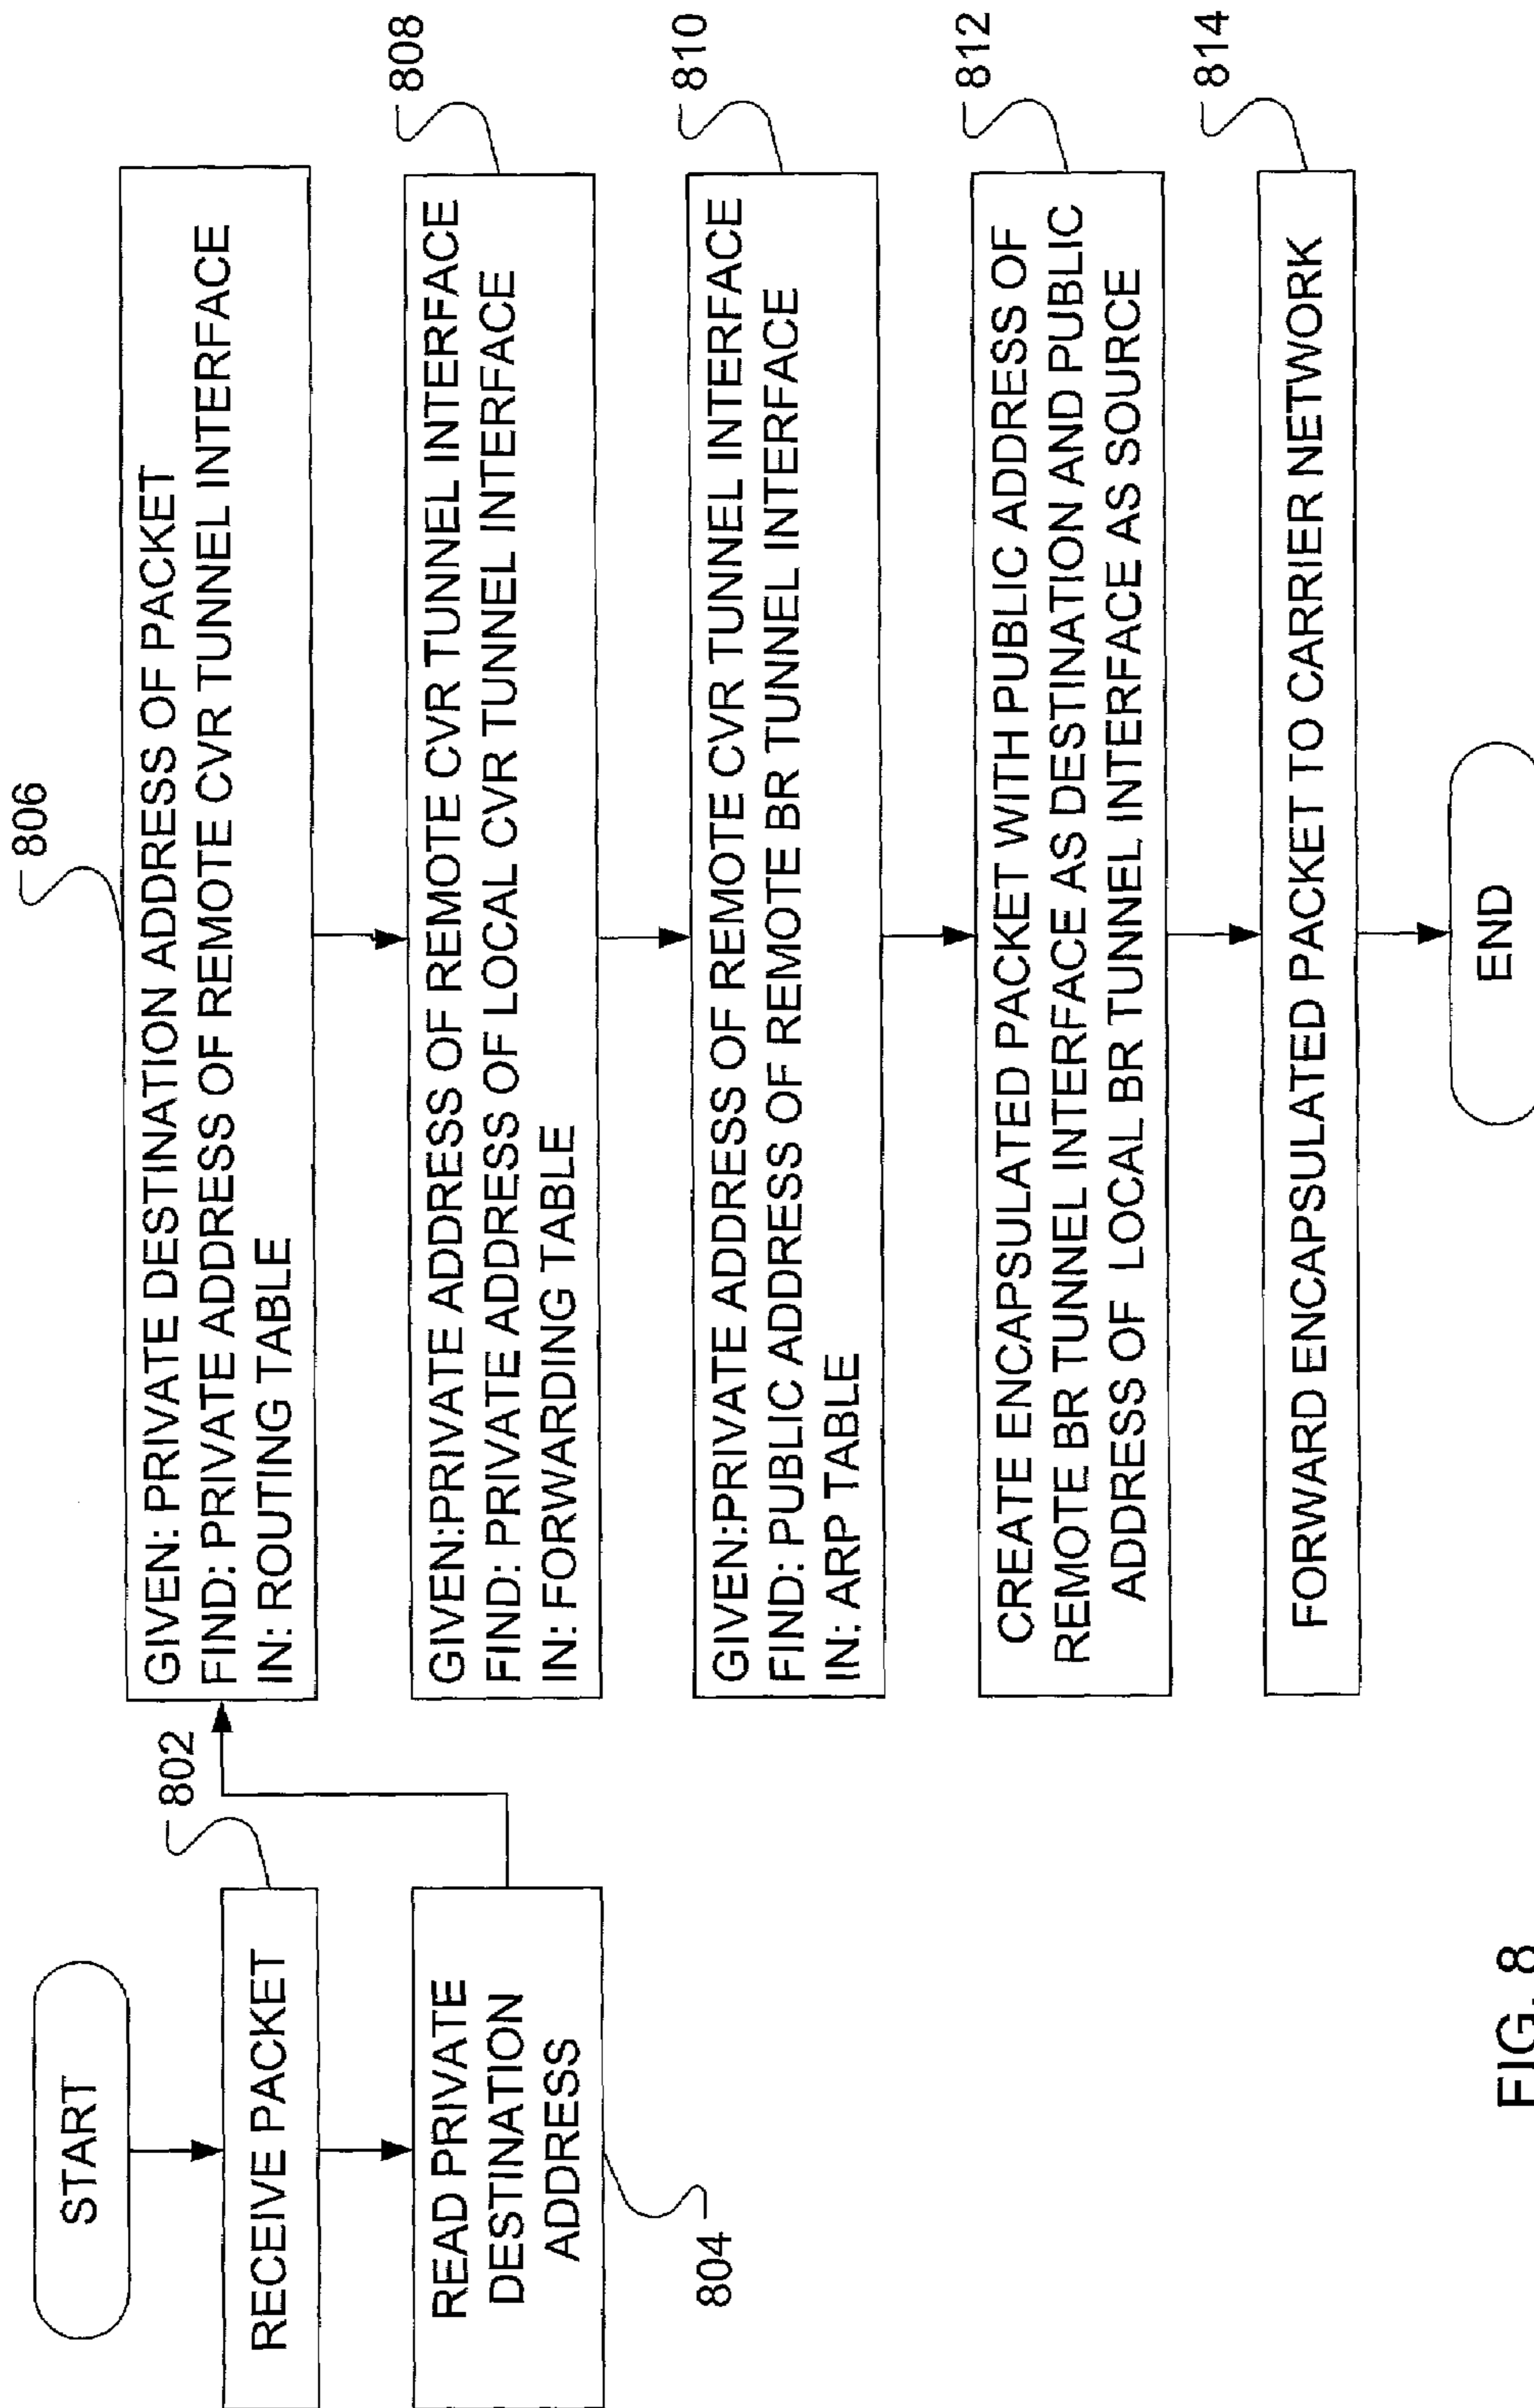 START
802
RECEIVE PACKET
READ PRIVATE
DESTINATION
ADDRESS
804
806
GIVEN: PRIVATE DESTINATION ADDRESS OF PACKET
FIND: PRIVATE ADDRESS OF REMOTE CVR TUNNEL INTERFACE
IN: ROUTING TABLE
808
GIVEN:PRIVATE ADDRESS OF REMOTE CVR TUNNEL INTERFACE
FIND: PRIVATE ADDRESS OF LOCAL CVR TUNNEL INTERFACE
IN: FORWARDING TABLE
810
GIVEN:PRIVATE ADDRESS OF REMOTE CVR TUNNEL INTERFACE
FIND: PUBLIC ADDRESS OF REMOTE BR TUNNEL INTERFACE
IN: ARP TABLE
812
CREATE ENCAPSULATED PACKET WITH PUBLIC ADDRESS OF
REMOTE BR TUNNEL INTERFACE AS DESTINATION AND PUBLIC
ADDRESS OF LOCAL BR TUNNEL INTERFACE AS SOURCE
814
FORWARD ENCAPSULATED PACKET TO CARRIER NETWORK
END
FIG. 8